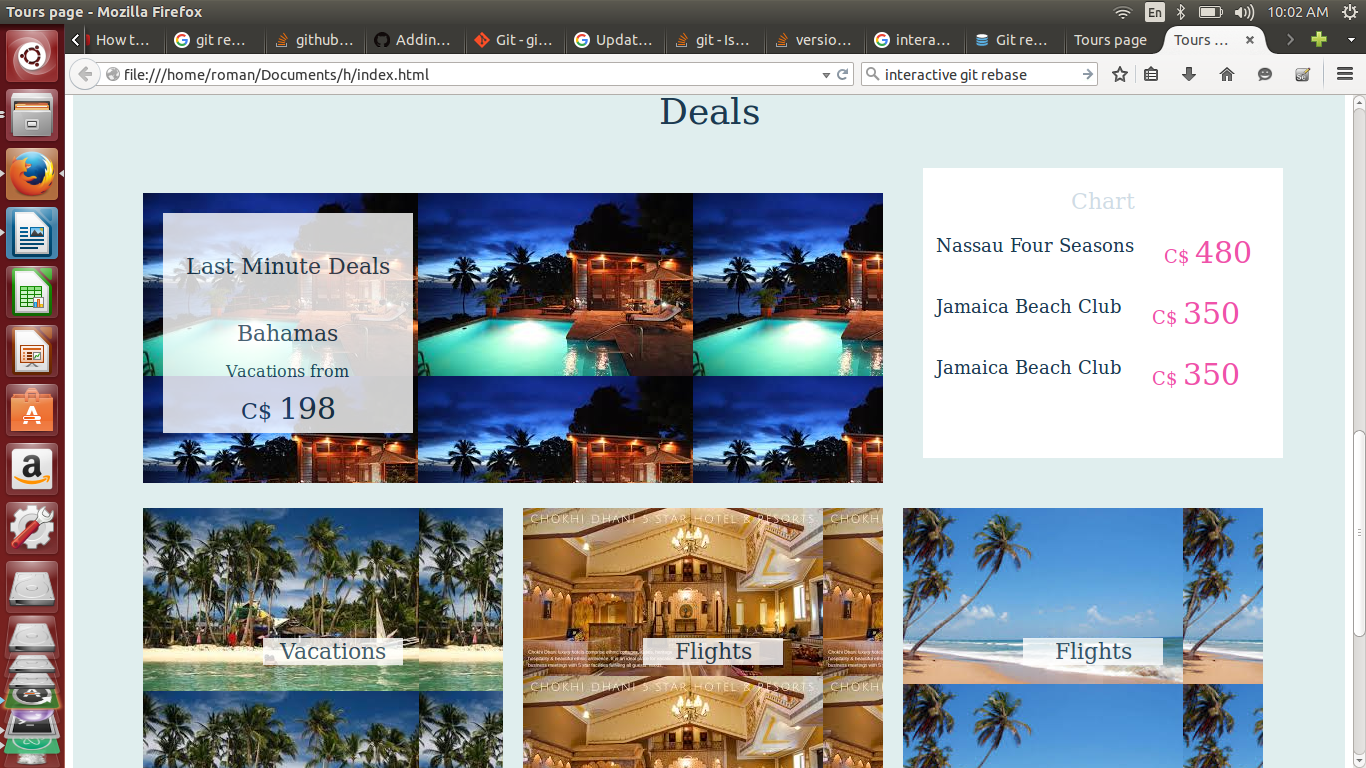 Tours page - Mozilla Firefox
En
10:02 AM
How t...
git re...
github...
Addin...
Git - gi...
Updat...
git - Is...
versio...
intera...
Git re...
Tours page
Tours ...
file:///home/roman/Documents/h/index.html
interactive git rebase
Deals
Last Minute Deals
Bahamas
Vacations from
C$ 198
Chart
Nassau Four Seasons C$ 480
Jamaica Beach Club C$ 350
Jamaica Beach Club C$ 350
CHOKHI DHANI 5 STAR HOTEL & RESORTS
Vacations
Flights
Flights
CHOKHI DHANI 5 STAR HOTEL & RESORTS